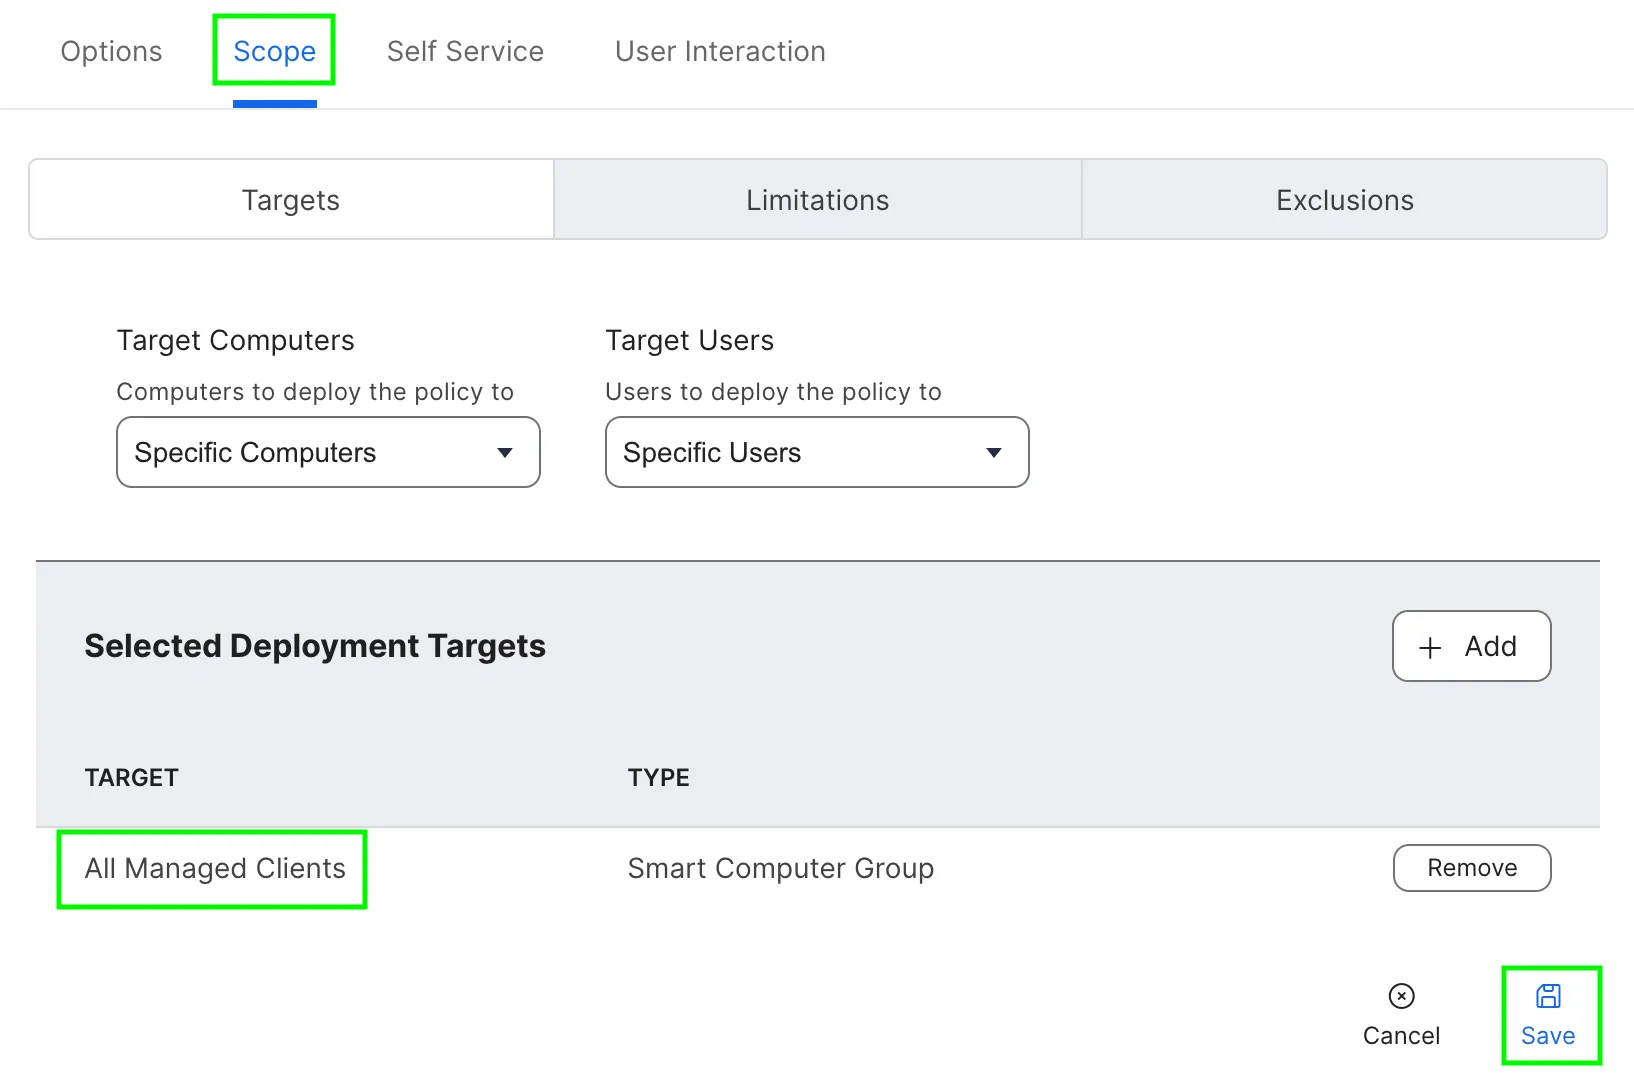 Options Scope Self Service User Interaction
Targets Limitations Exclusions
Target Computers Target Users
Computers to deploy the policy to Users to deploy the policy to
Specific Computers Specific Users
Selected Deployment Targets + Add
TARGET TYPE
All Managed Clients Smart Computer Group Remove
Cancel Save